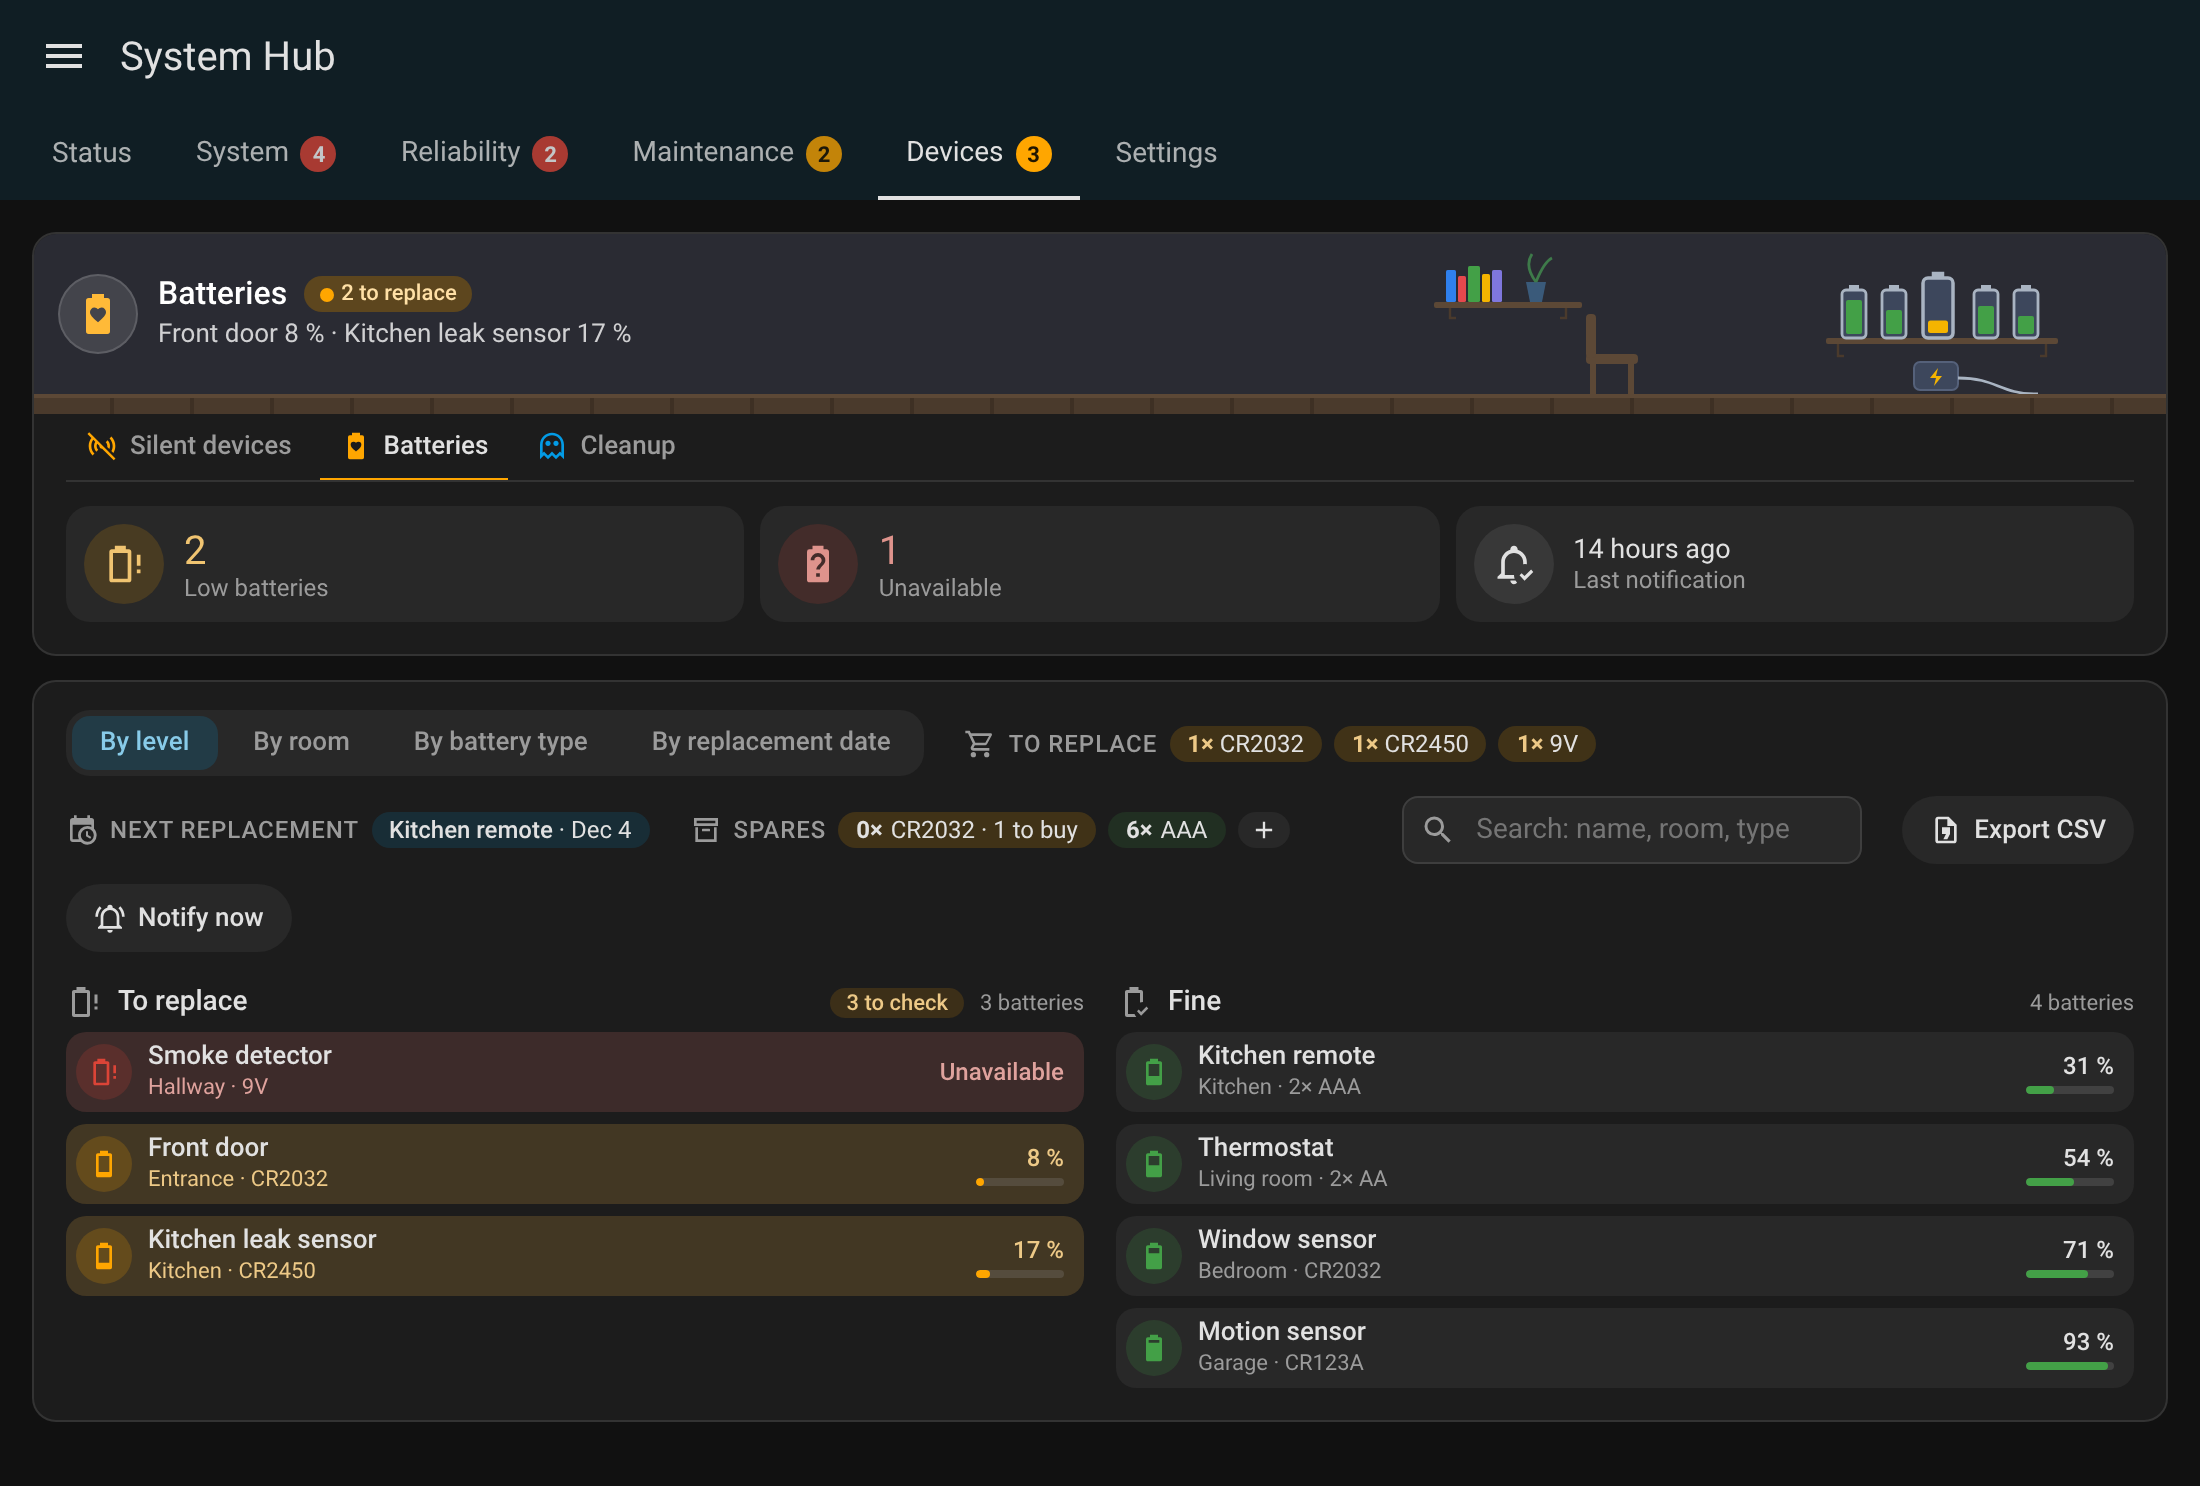 System Hub
Status
System 4
Reliability 2
Maintenance 2
Devices 3
Settings
Batteries 2 to replace
Front door 8 % · Kitchen leak sensor 17 %
Silent devices
Batteries
Cleanup
2
Low batteries
1
Unavailable
14 hours ago
Last notification
By level
By room
By battery type
By replacement date
TO REPLACE 1× CR2032 1× CR2450 1× 9V
NEXT REPLACEMENT Kitchen remote · Dec 4
SPARES 0× CR2032 · 1 to buy 6× AAA +
Search: name, room, type
Export CSV
Notify now
To replace 3 to check 3 batteries
Smoke detector
Hallway · 9V
Unavailable
Front door
Entrance · CR2032
8 %
Kitchen leak sensor
Kitchen · CR2450
17 %
Fine 4 batteries
Kitchen remote
Kitchen · 2× AAA
31 %
Thermostat
Living room · 2× AA
54 %
Window sensor
Bedroom · CR2032
71 %
Motion sensor
Garage · CR123A
93 %